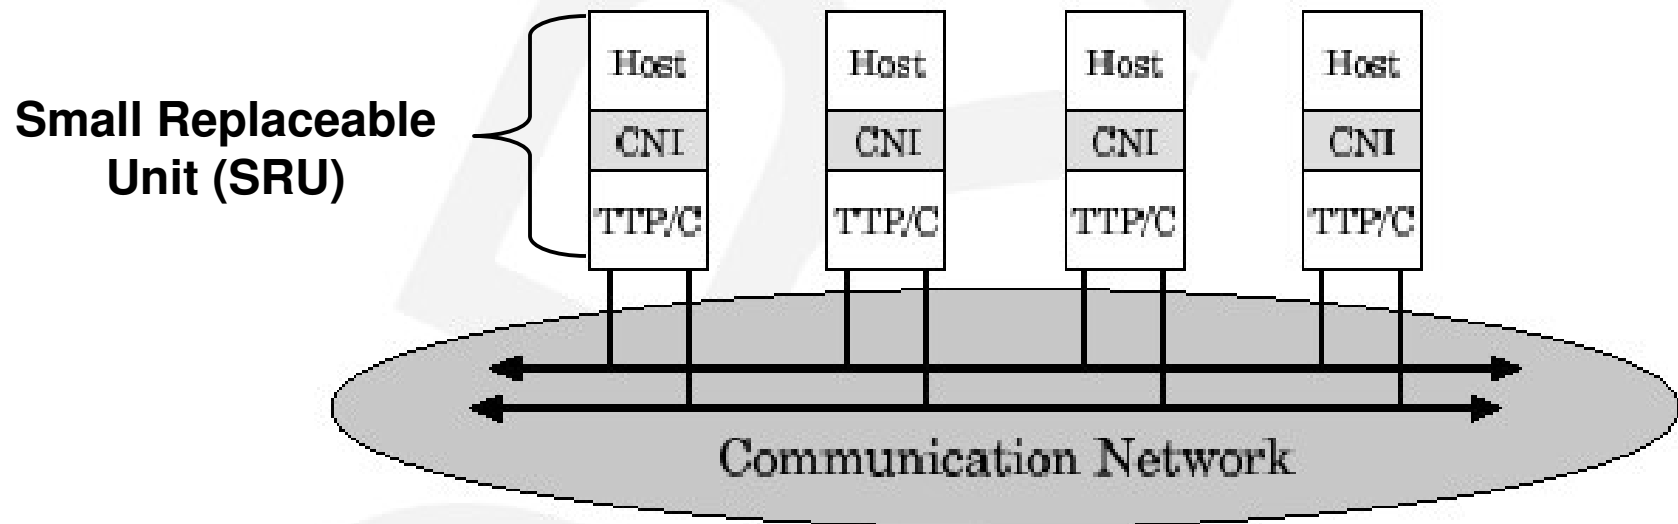 Small Replaceable
Unit (SRU)
Host
Host
Host
Host
CNI
CNI
CNI
CNI
TTP/C
TTP/C
TTP/C
TTP/C
Communication Network